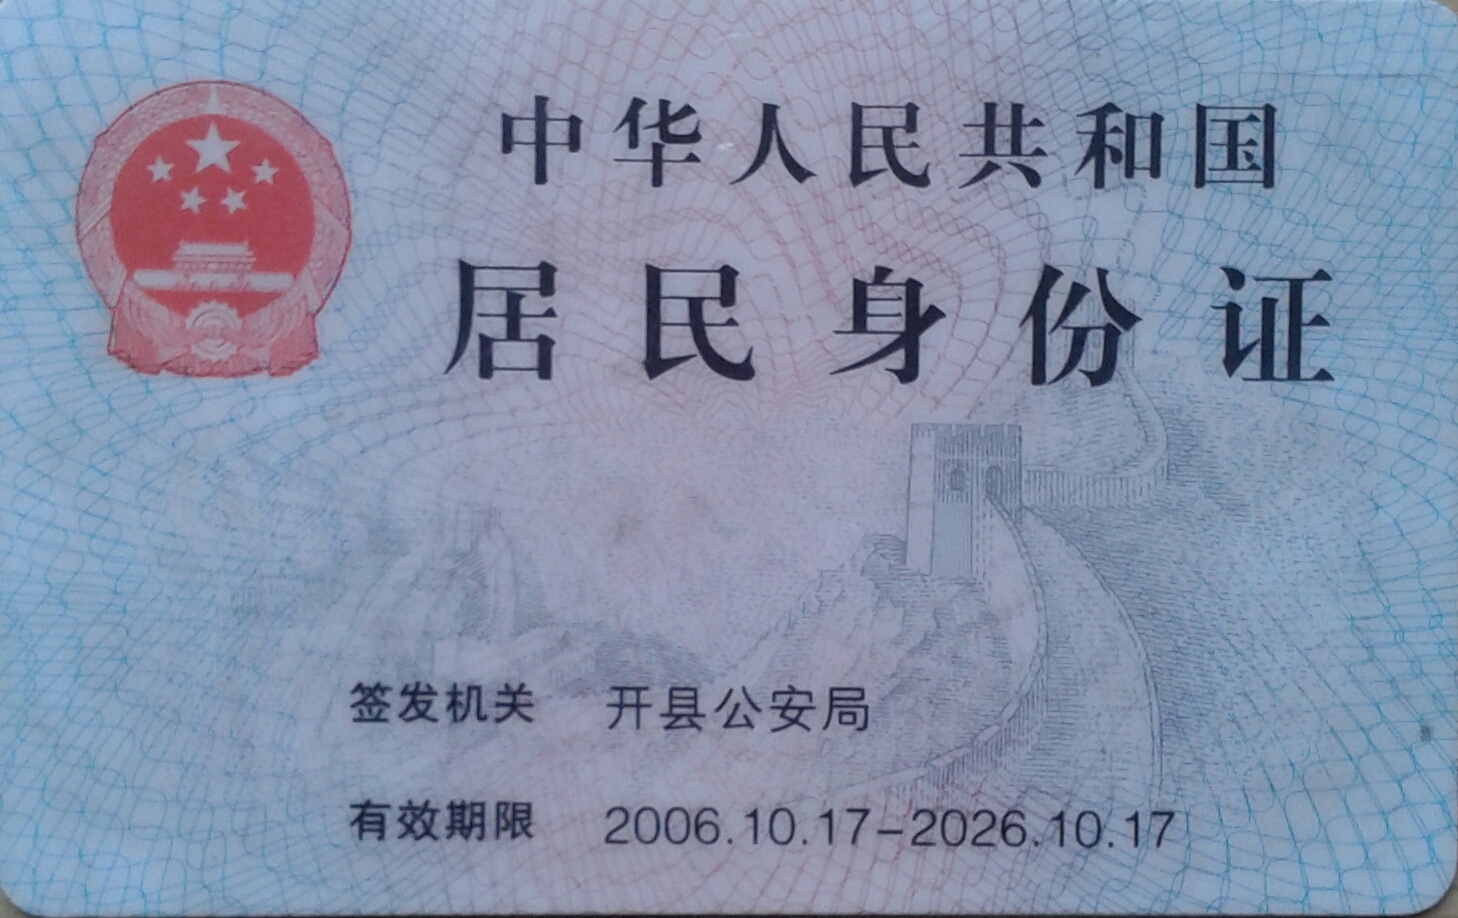 中华人民共和国
居民身份证
签发机关 开县公安局
有效期限 2006.10.17-2026.10.17